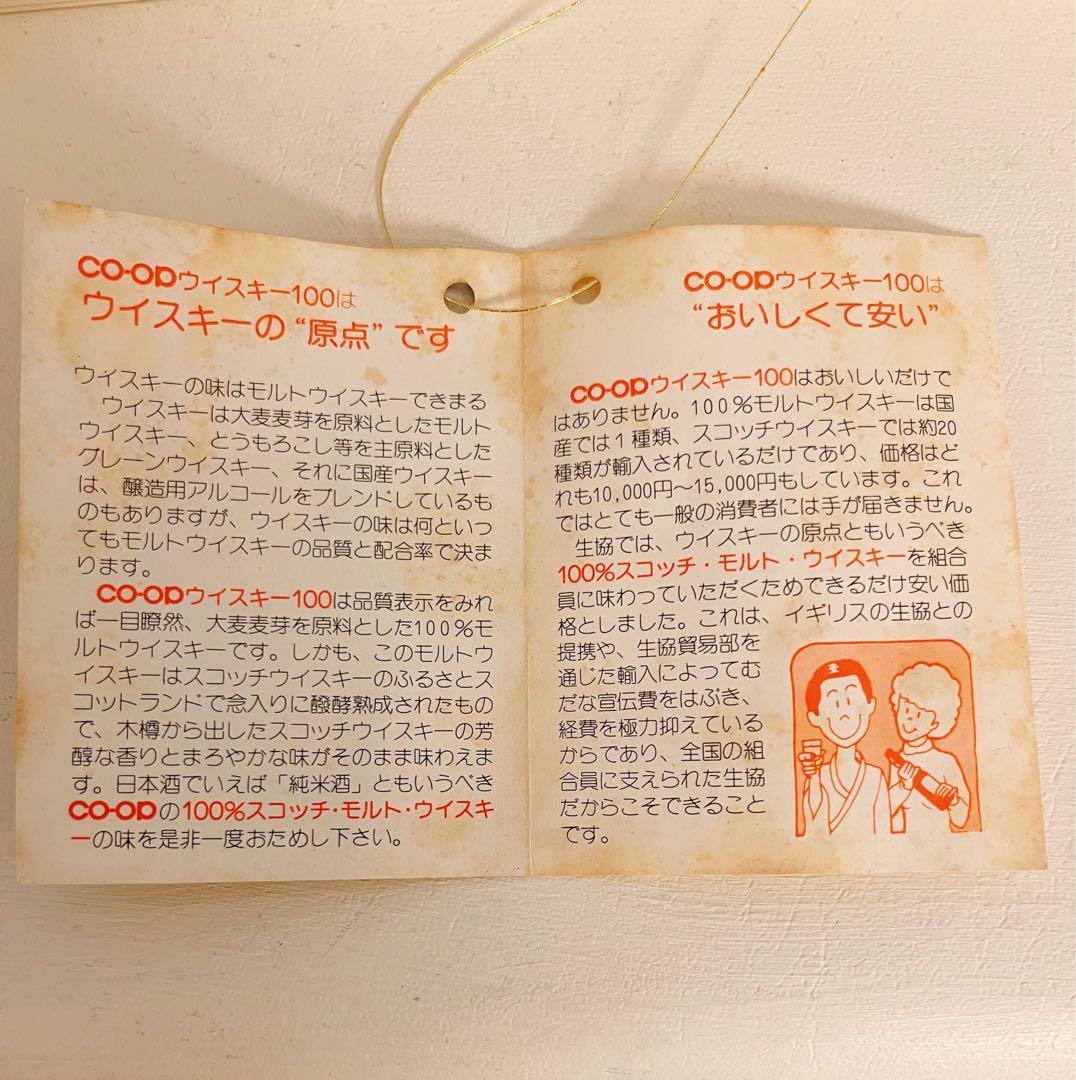 CO-OPウイスキー100は
ウイスキーの“原点”です
ウイスキーの味はモルトウイスキーできまる
ウイスキーは大麦麦芽を原料としたモルト
ウイスキー、とうもろこし等を主原料とした
グレーンウイスキー、それに国産ウイスキー
は、醸造用アルコールをブレンドしているも
のもありますが、ウイスキーの味は何といっ
てもモルトウイスキーの品質と配合率で決ま
ります。
CO-OPウイスキー100は品質表示をみれ
ば一目瞭然、大麦麦芽を原料とした100%モ
ルトウイスキーです。しかも、このモルトウ
イスキーはスコッチウイスキーのふるさとス
コットランドで念入りに醗酵熟成されたもの
で、木樽から出したスコッチウイスキーの芳
醇な香りとまろやかな味がそのまま味わえま
す。日本酒でいえば「純米酒」ともいうべき
CO-OPの100%スコッチ・モルト・ウイスキ
ーの味を是非一度おためし下さい。
CO-OPウイスキー100は
“おいしくて安い”
CO-OPウイスキー100はおいしいだけで
はありません。100%モルトウイスキーは国
産では1種類、スコッチウイスキーでは約20
種類が輸入されているだけであり、価格はど
れも10,000円〜15,000円もしています。これ
ではとても一般の消費者には手が届きません。
生協では、ウイスキーの原点ともいうべき
100%スコッチ・モルト・ウイスキーを組合
員に味わっていただくためできるだけ安い価
格としました。これは、イギリスの生協との
提携や、生協貿易部を
通じた輸入によってむ
だな宣伝費をはぶき、
経費を極力抑えている
からであり、全国の組
合員に支えられた生協
だからこそできること
です。